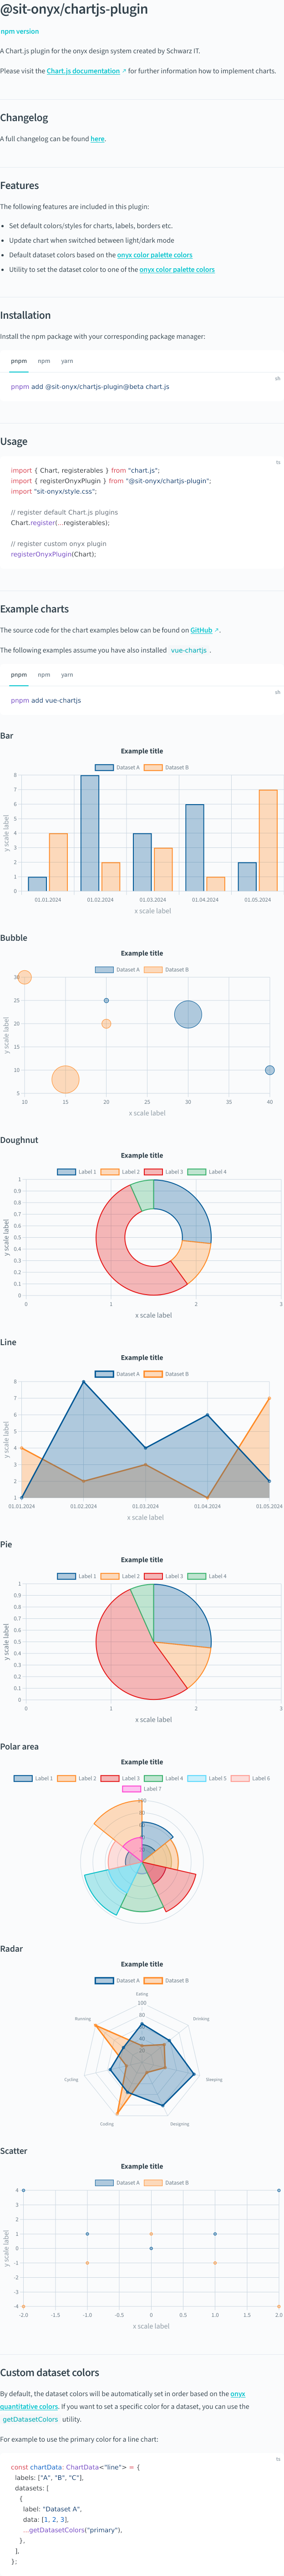 @sit-onyx/chartjs-plugin
npm version
A Chart.js plugin for the onyx design system created by Schwarz IT.
Please visit the Chart.js documentation ↗ for further information how to implement charts.
Changelog
A full changelog can be found here.
Features
The following features are included in this plugin:
• Set default colors/styles for charts, labels, borders etc.
• Update chart when switched between light/dark mode
• Default dataset colors based on the onyx color palette colors
• Utility to set the dataset color to one of the onyx color palette colors
Installation
Install the npm package with your corresponding package manager:
pnpm npm yarn
sh
pnpm add @sit-onyx/chartjs-plugin@beta chart.js
Usage
ts
import { Chart, registerables } from "chart.js";
import { registerOnyxPlugin } from "@sit-onyx/chartjs-plugin";
import "sit-onyx/style.css";
// register default Chart.js plugins
Chart.register(...registerables);
// register custom onyx plugin
registerOnyxPlugin(Chart);
Example charts
The source code for the chart examples below can be found on GitHub ↗.
The following examples assume you have also installed vue-chartjs .
pnpm npm yarn
sh
pnpm add vue-chartjs
Bar
Example title
Dataset A Dataset B
y scale label
8
7
6
5
4
3
2
1
0
01.01.2024 01.02.2024 01.03.2024 01.04.2024 01.05.2024
x scale label
Bubble
Example title
Dataset A Dataset B
y scale label
30
25
20
15
10
5
10 15 20 25 30 35 40
x scale label
Doughnut
Example title
Label 1 Label 2 Label 3 Label 4
y scale label
1
0.9
0.8
0.7
0.6
0.5
0.4
0.3
0.2
0.1
0
0 1 2 3
x scale label
Line
Example title
Dataset A Dataset B
y scale label
8
7
6
5
4
3
2
1
01.01.2024 01.02.2024 01.03.2024 01.04.2024 01.05.2024
x scale label
Pie
Example title
Label 1 Label 2 Label 3 Label 4
y scale label
1
0.9
0.8
0.7
0.6
0.5
0.4
0.3
0.2
0.1
0
0 1 2 3
x scale label
Polar area
Example title
Label 1 Label 2 Label 3 Label 4 Label 5 Label 6
Label 7
100
80
Radar
Example title
Dataset A Dataset B
Eating
Drinking
Sleeping
Designing
Coding
Cycling
Running
100
80
40
20
Scatter
Example title
Dataset A Dataset B
y scale label
4
3
2
1
0
-1
-2
-3
-4
-2.0 -1.5 -1.0 -0.5 0 0.5 1.0 1.5 2.0
x scale label
Custom dataset colors
By default, the dataset colors will be automatically set in order based on the onyx
quantitative colors. If you want to set a specific color for a dataset, you can use the
getDatasetColors utility.
For example to use the primary color for a line chart:
ts
const chartData: ChartData<"line"> = {
labels: ["A", "B", "C"],
datasets: [
{
label: "Dataset A",
data: [1, 2, 3],
...getDatasetColors("primary"),
},
],
};